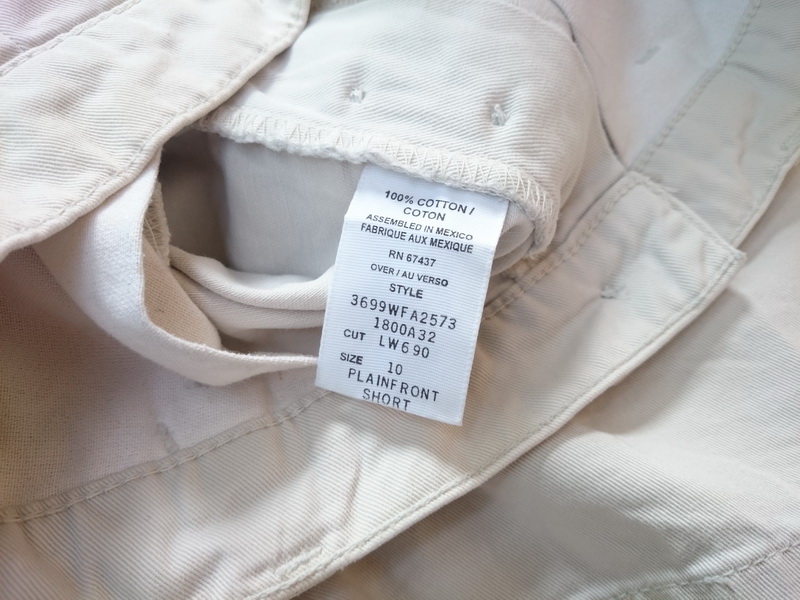 100% COTTON /
COTON
ASSEMBLED IN MEXICO
FABRIQUE AUX MEXIQUE
RN 67437
OVER / AU VERSO
STYLE
3699WFA2573
1800A32
CUT LW690
SIZE 10
PLAINFRONT
SHORT